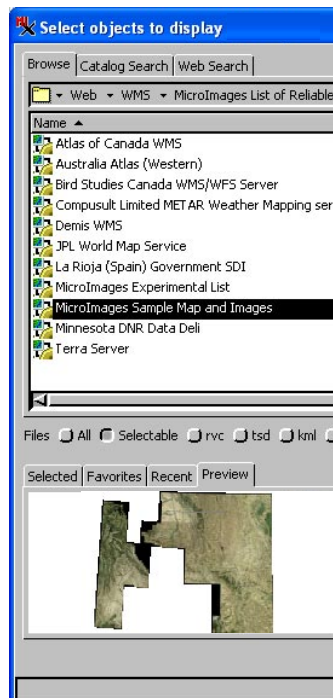 Select objects to display
Browse Catalog Search Web Search
Web WMS MicroImages List of Reliable
Name
Atlas of Canada WMS
Australia Atlas (Western)
Bird Studies Canada WMS/WFS Server
Compusult Limited METAR Weather Mapping ser
Demis WMS
JPL World Map Service
La Rioja (Spain) Government SDI
MicroImages Experimental List
MicroImages Sample Map and Images
Minnesota DNR Data Deli
Terra Server
Files All Selectable rvc tsd kml
Selected Favorites Recent Preview